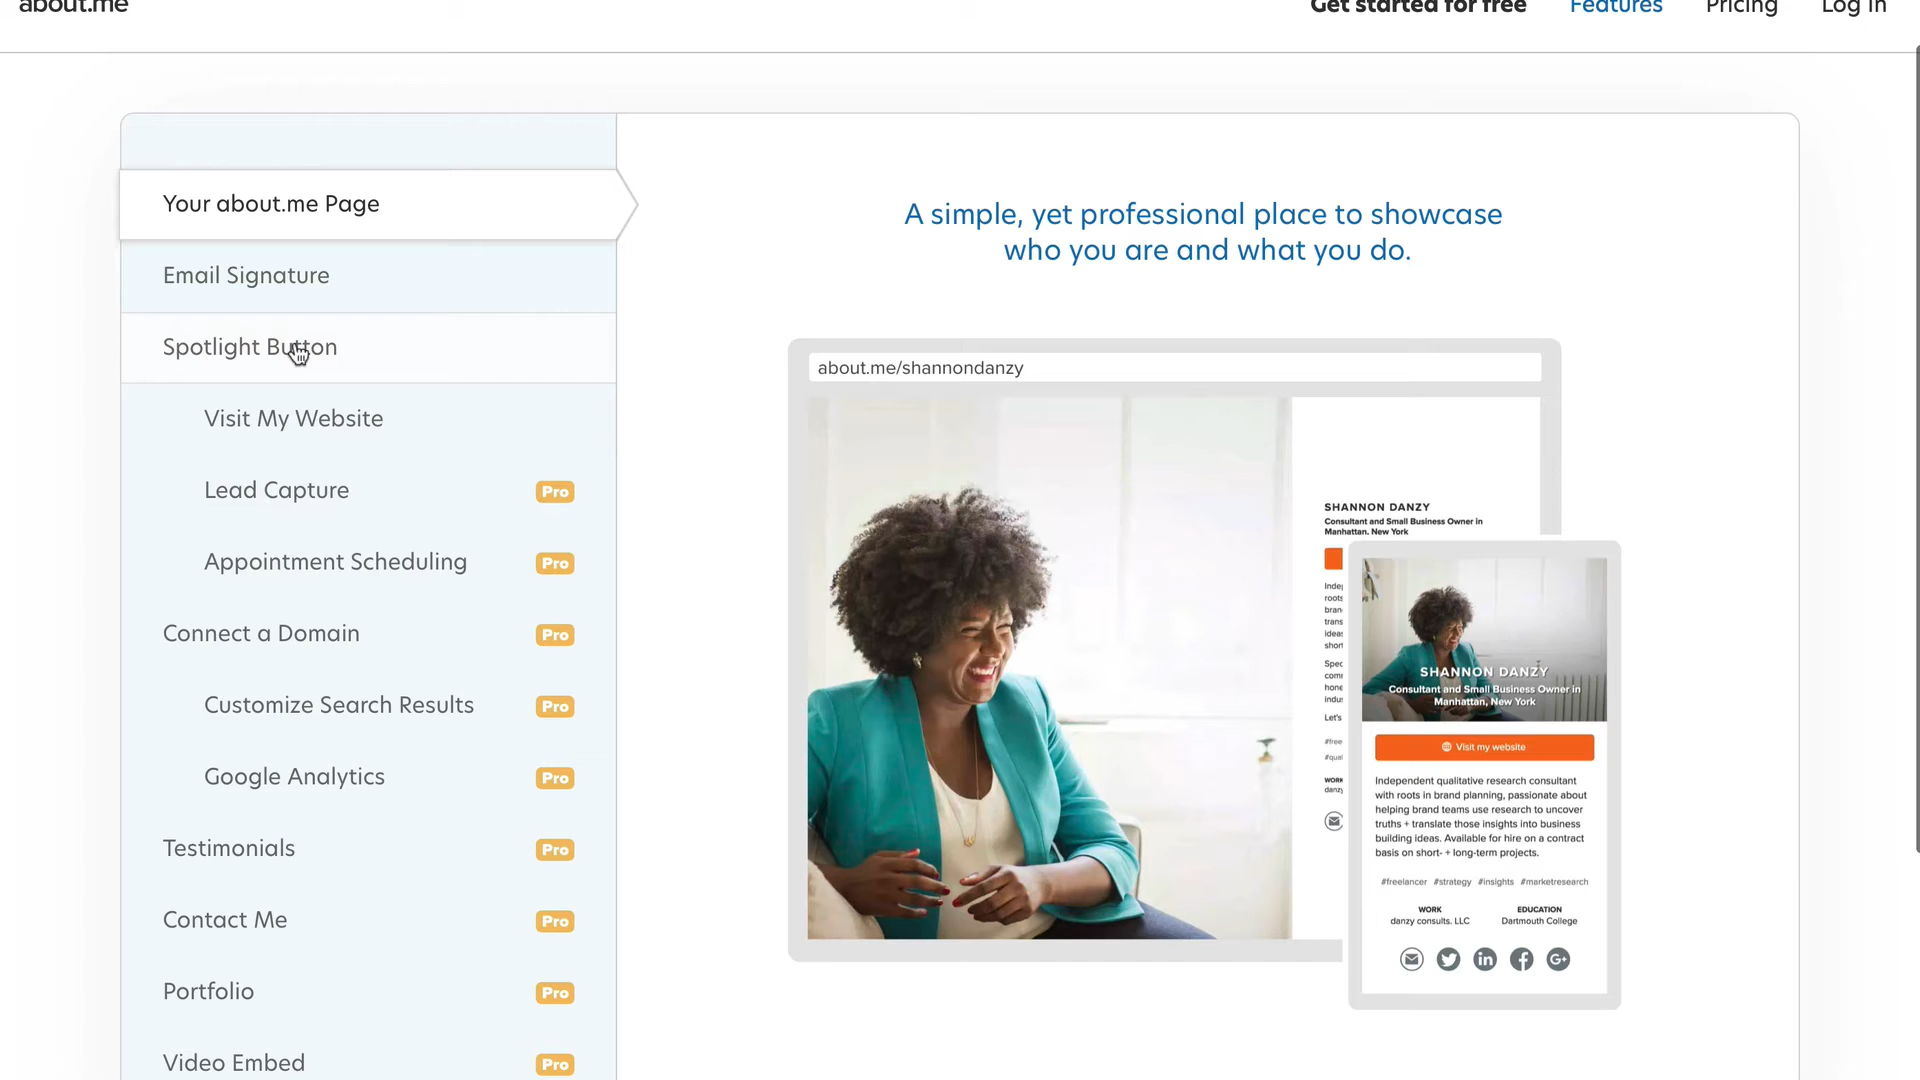 about.me
Get started for free
Features
Pricing
Log In
Your about.me Page
Email Signature
Spotlight Button
Visit My Website
Lead Capture
Pro
Appointment Scheduling
Pro
Connect a Domain
Pro
Customize Search Results
Pro
Google Analytics
Pro
Testimonials
Pro
Contact Me
Pro
Portfolio
Pro
Video Embed
Pro
A simple, yet professional place to showcase
who you are and what you do.
about.me/shannondanzy
SHANNON DANZY
Consultant and Small Business Owner in
Manhattan, New York
Let's
SHANNON DANZY
Consultant and Small Business Owner in
Manhattan, New York
Visit my website
Independent qualitative research consultant
with roots in brand planning, passionate about
helping brand teams use research to uncover
truths + translate those insights into business
building ideas. Available for hire on a contract
basis on short- + long-term projects.
#freelancer #strategy #insights #marketresearch
WORK
danzy consults, LLC
EDUCATION
Dartmouth College